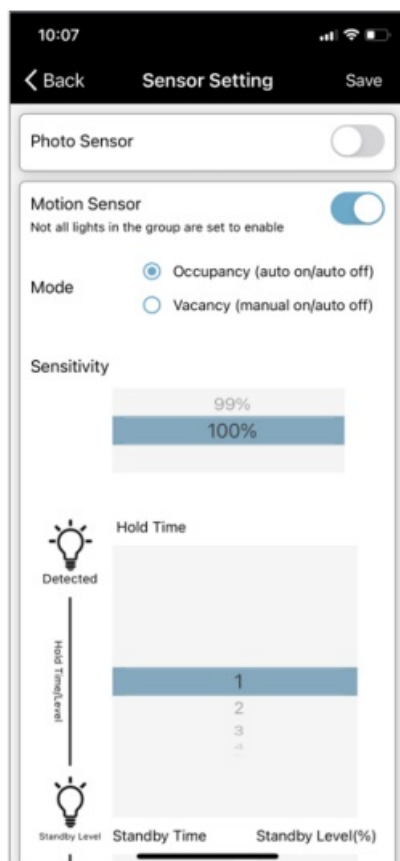 10:07
Back Sensor Setting Save
Photo Sensor
Motion Sensor
Not all lights in the group are set to enable
Mode
Occupancy (auto on/auto off)
Vacancy (manual on/auto off)
Sensitivity
99%
100%
Hold Time
Detected
Hold Time/Level
1
2
3
4
Standby Level
Standby Time Standby Level(%)